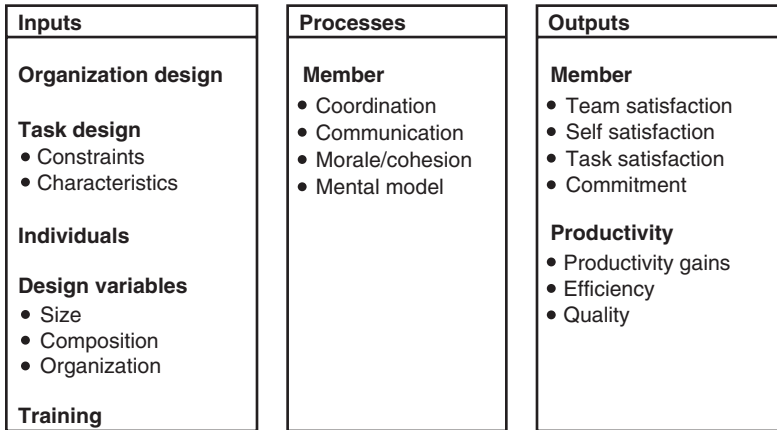 Inputs
Organization design
Task design
• Constraints
• Characteristics
Individuals
Design variables
• Size
• Composition
• Organization
Training
Processes
Member
• Coordination
• Communication
• Morale/cohesion
• Mental model
Outputs
Member
• Team satisfaction
• Self satisfaction
• Task satisfaction
• Commitment
Productivity
• Productivity gains
• Efficiency
• Quality